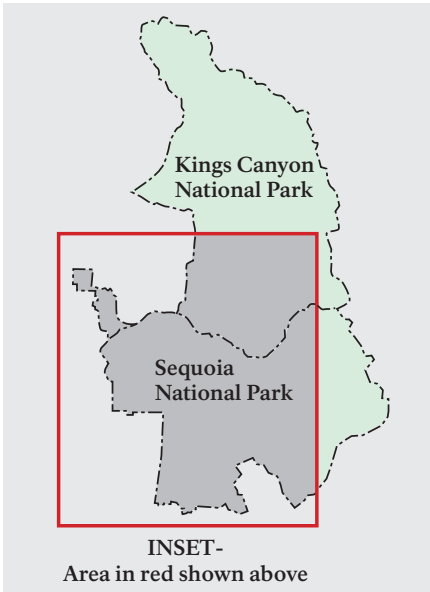 Kings Canyon
National Park
Sequoia
National Park
INSET-
Area in red shown above